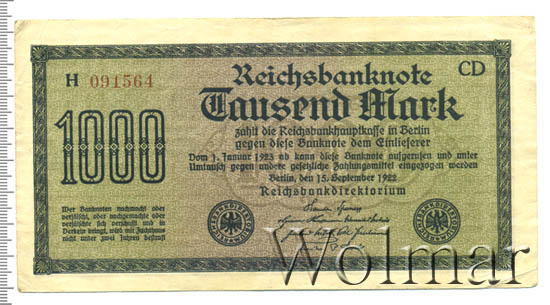 H 091564
CD
Reichsbanknote
Tausend Mark
1000
zahlt die Reichsbankhauptkasse in Berlin
gegen diese Banknote dem Einlieferer
Vom 1. Januar 1923 ab kann diese Banknote aufgerufen und unter
Umtausch gegen andere gesetzliche Zahlungsmittel eingezogen werden
Berlin, den 15. September 1922
Reichsbankdirektorium
Wer Banknoten nachmacht oder
verfälscht, oder nachgemachte oder
verfälschte sich verschafft und in
Verkehr bringt, wird mit Zuchthaus
nicht unter zwei Jahren bestraft
Wolmar